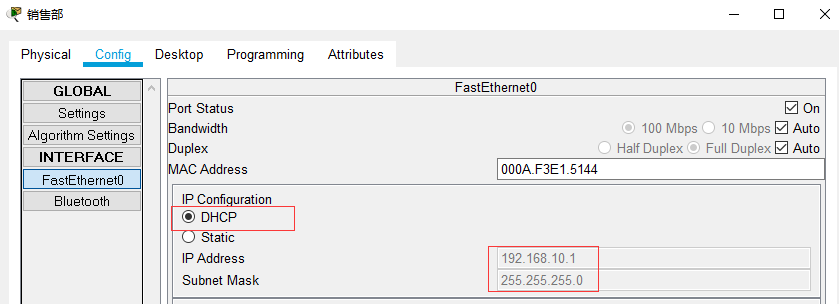 销售部
Physical Config Desktop Programming Attributes
GLOBAL
Settings
Algorithm Settings
INTERFACE
FastEthernet0
Bluetooth
FastEthernet0
Port Status On
Bandwidth 100 Mbps 10 Mbps Auto
Duplex Half Duplex Full Duplex Auto
MAC Address 000A.F3E1.5144
IP Configuration
DHCP
Static
IP Address 192.168.10.1
Subnet Mask 255.255.255.0